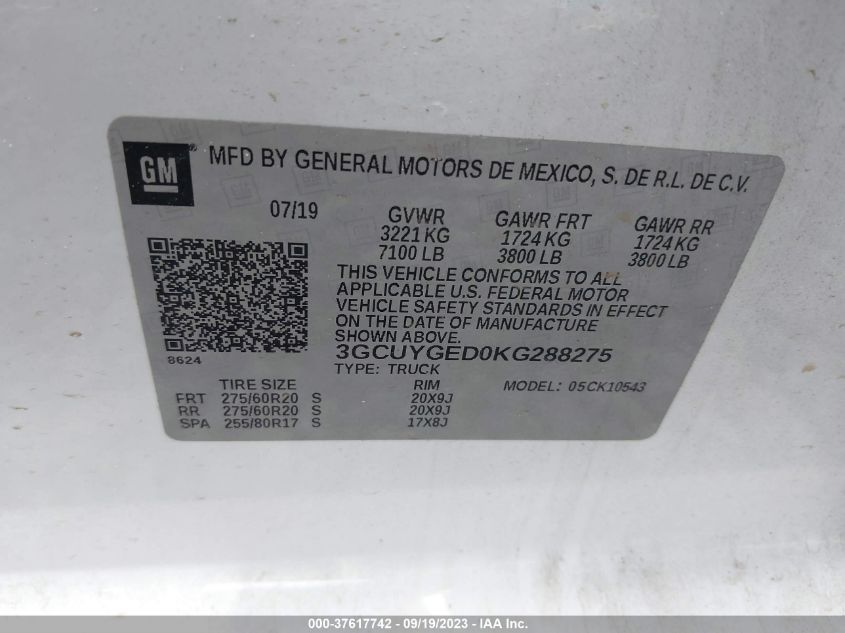 GM ® MFD BY GENERAL MOTORS DE MEXICO, S. DE R.L. DE C.V.
07/19
GVWR GAWR FRT GAWR RR
3221 KG 1724 KG 1724 KG
7100 LB 3800 LB 3800 LB
THIS VEHICLE CONFORMS TO ALL
APPLICABLE U.S. FEDERAL MOTOR
VEHICLE SAFETY STANDARDS IN EFFECT
ON THE DATE OF MANUFACTURE
SHOWN ABOVE.
8624
3GCUYGED0KG288275
TYPE: TRUCK
TIRE SIZE RIM MODEL: 05CK10543
FRT 275/60R20 S 20X9J
RR 275/60R20 S 20X9J
SPA 255/80R17 S 17X8J
000-37617742 - 09/19/2023 - IAA Inc.